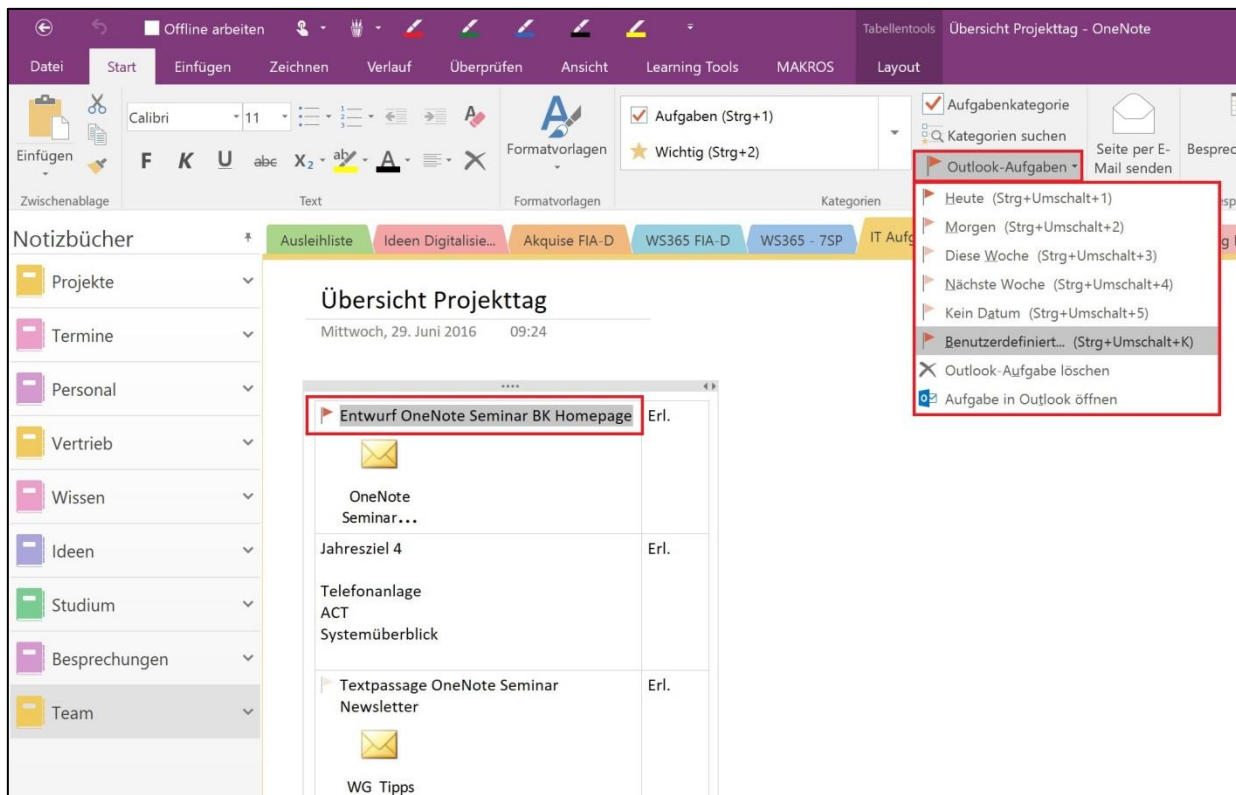 Offline arbeiten
Tabellentools
Übersicht Projekttag - OneNote
Datei
Start
Einfügen
Zeichnen
Verlauf
Überprüfen
Ansicht
Learning Tools
MAKROS
Layout
Einfügen
Calibri
11
F K U abc X₂ ab A
Formatvorlagen
Aufgaben (Strg+1)
Wichtig (Strg+2)
Aufgabenkategorie
Kategorien suchen
Outlook-Aufgaben
Seite per E-
Mail senden
Zwischenablage
Text
Formatvorlagen
Kategorien
Heute (Strg+Umschalt+1)
Morgen (Strg+Umschalt+2)
Diese Woche (Strg+Umschalt+3)
Nächste Woche (Strg+Umschalt+4)
Kein Datum (Strg+Umschalt+5)
Benutzerdefiniert... (Strg+Umschalt+K)
Outlook-Aufgabe löschen
Aufgabe in Outlook öffnen
Notizbücher
Projekte
Termine
Personal
Vertrieb
Wissen
Ideen
Studium
Besprechungen
Team
Ausleihliste
Ideen Digitalisie...
Akquise FIA-D
WS365 FIA-D
WS365 - 7SP
IT Aufg
Übersicht Projekttag
Mittwoch, 29. Juni 2016 09:24
Entwurf OneNote Seminar BK Homepage
Erl.
OneNote
Seminar...
Jahresziel 4
Erl.
Telefonanlage
ACT
Systemüberblick
Textpassage OneNote Seminar
Erl.
Newsletter
WG Tipps